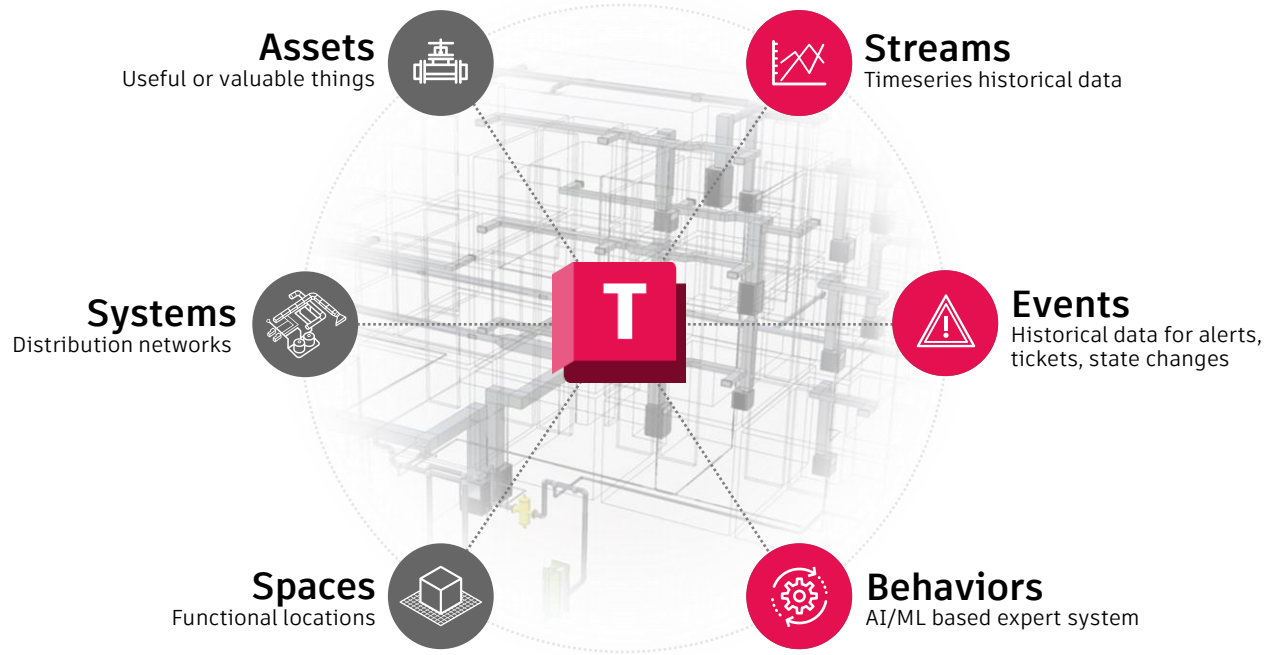 Assets
Useful or valuable things
Streams
Timeseries historical data
Systems
Distribution networks
T
Events
Historical data for alerts,
tickets, state changes
Spaces
Functional locations
Behaviors
AI/ML based expert system